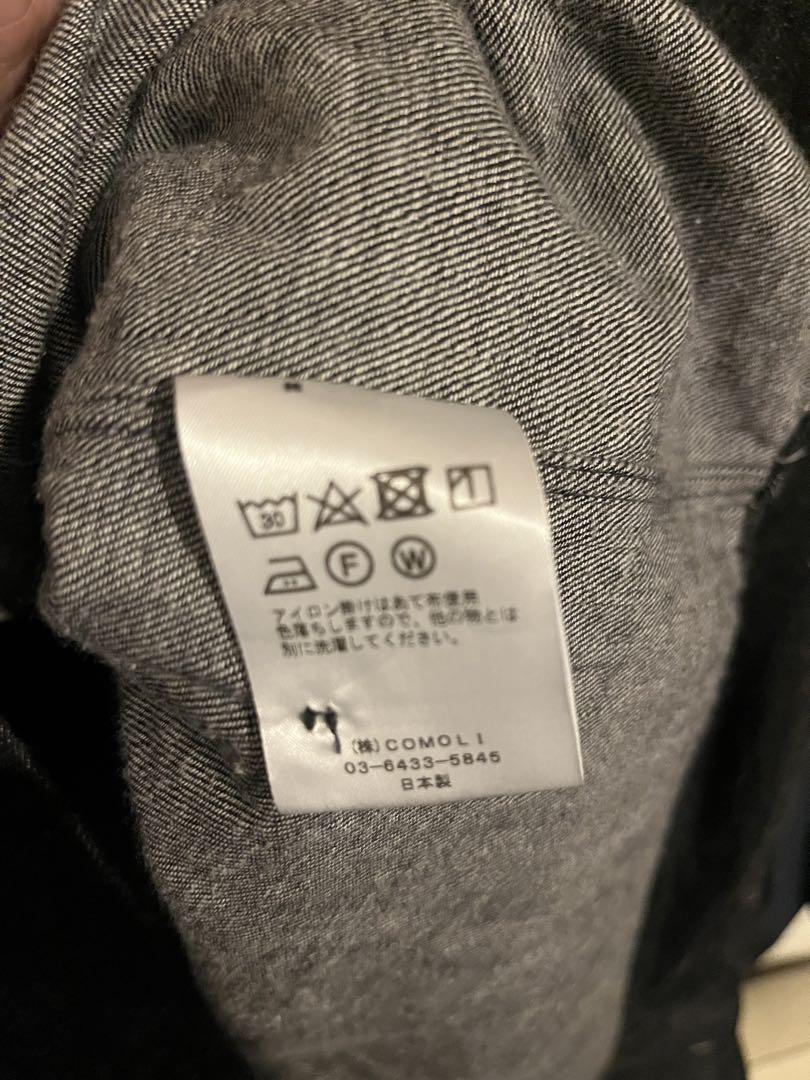 30
F W
アイロン掛けはあて布使用
色落ちしますので、他の物とは
別に洗濯してください。
(株)COMOLI
03-6433-5845
日本製